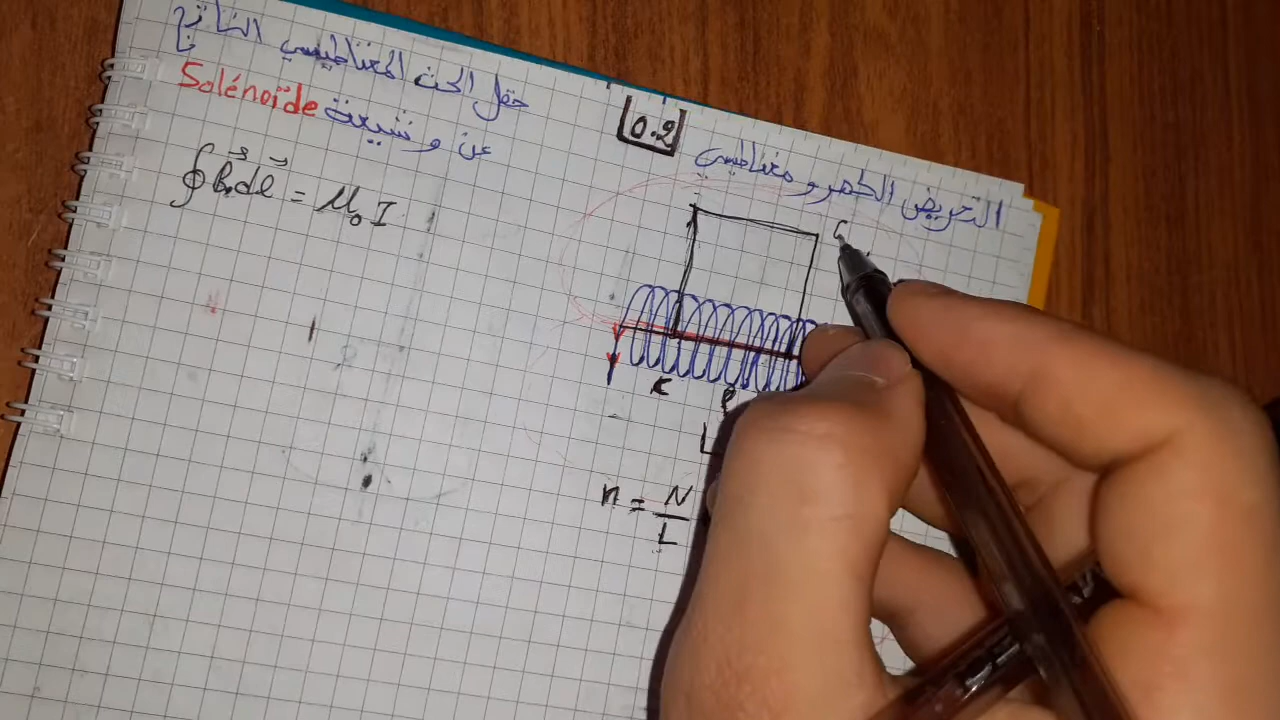 حقل الحث المغناطيسي الناتج
عن وشيعة Solénoïde
0.2
التحريض الكهرومغناطيسي
∮ B⃗.dl⃗ = μ₀ I
C
L
n = N/L